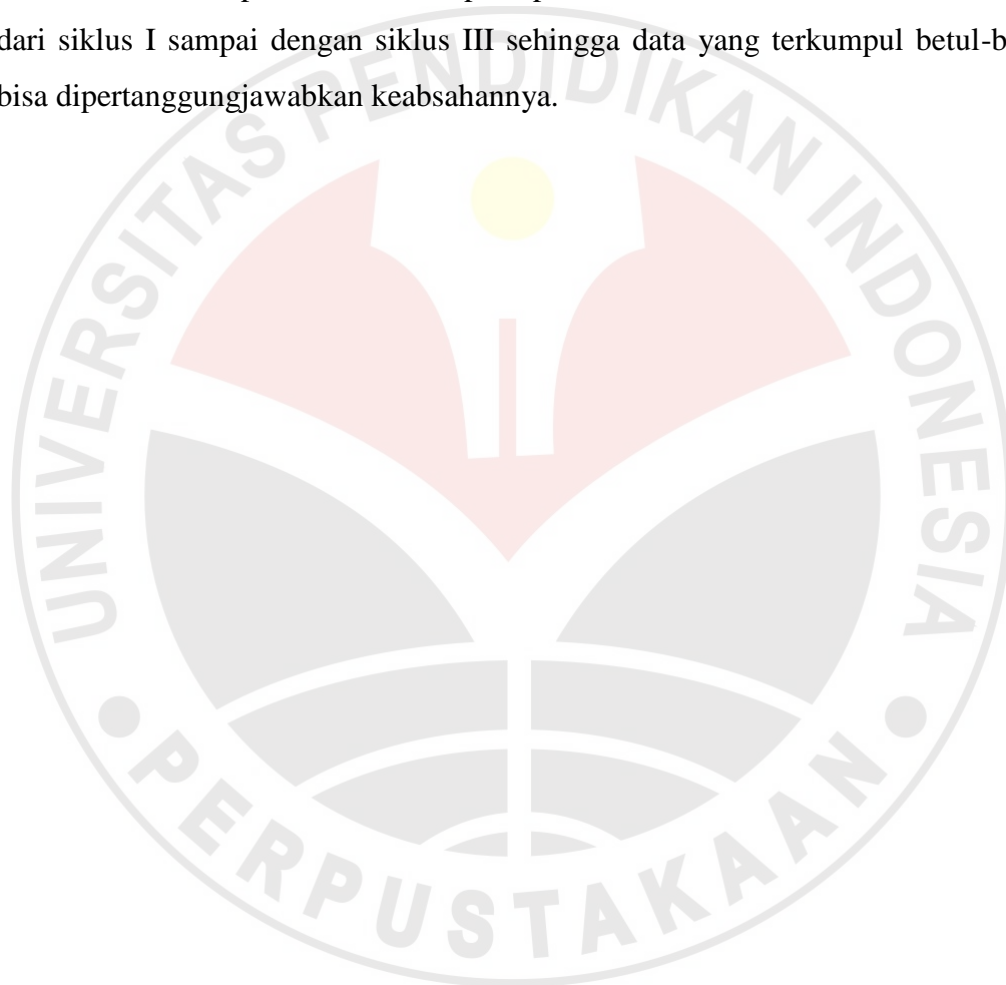 dari siklus I sampai dengan siklus III sehingga data yang terkumpul betul-b
bisa dipertanggungjawabkan keabsahannya.
UNIVERSITAS PENDIDIKAN INDONESIA
PERPUSTAKAAN